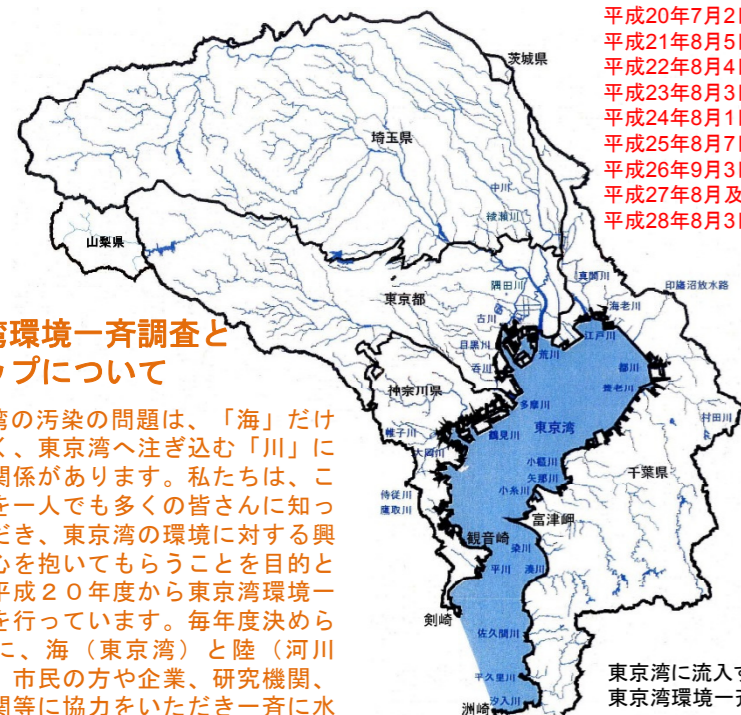 平成20年7月2日
平成21年8月5日
平成22年8月4日
平成23年8月3日
平成24年8月1日
平成25年8月7日
平成26年9月3日
平成27年8月及
平成28年8月3日
茨城県
埼玉県
中川
綾瀬川
山梨県
隅田川
真間川
印旛沼放水路
東京都
海老川
古川
江戸川
目黒川
荒川
呑川
都川
養老川
神奈川県
多摩川
村田川
帷子川
鶴見川
東京湾
大岡川
小櫃川
千葉県
矢那川
小糸川
侍従川
鷹取川
富津岬
観音崎
染川
平川
湊川
剣崎
佐久間川
平久里川
汐入川
洲崎
湾環境一斉調査と
ップについて
湾の汚染の問題は、「海」だけ
く、東京湾へ注ぎ込む「川」に
関係があります。私たちは、こ
を一人でも多くの皆さんに知っ
だき、東京湾の環境に対する興
心を抱いてもらうことを目的と
平成２０年度から東京湾環境一
を行っています。毎年度決めら
に、海（東京湾）と陸（河川
市民の方や企業、研究機関、
関等に協力をいただき一斉に水
東京湾に流入す
東京湾環境一斉